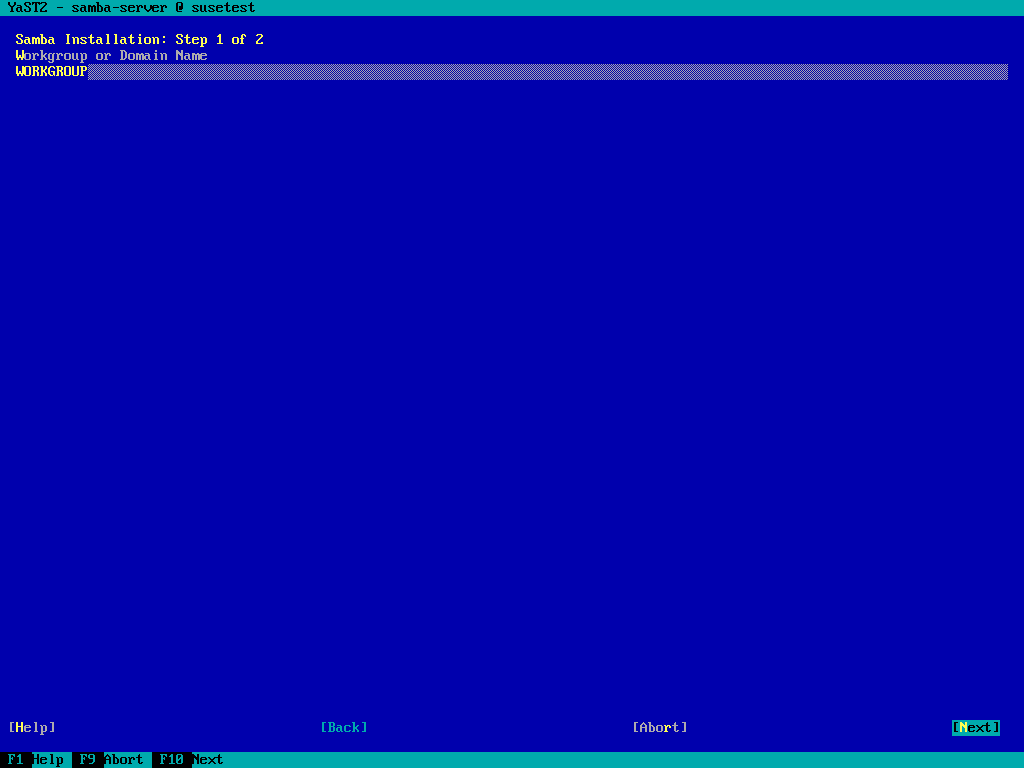 YaST2 - samba-server @ susetest
Samba Installation: Step 1 of 2
Workgroup or Domain Name
WORKGROUP
[Help] [Back] [Abort] [Next]
F1 Help F9 Abort F10 Next